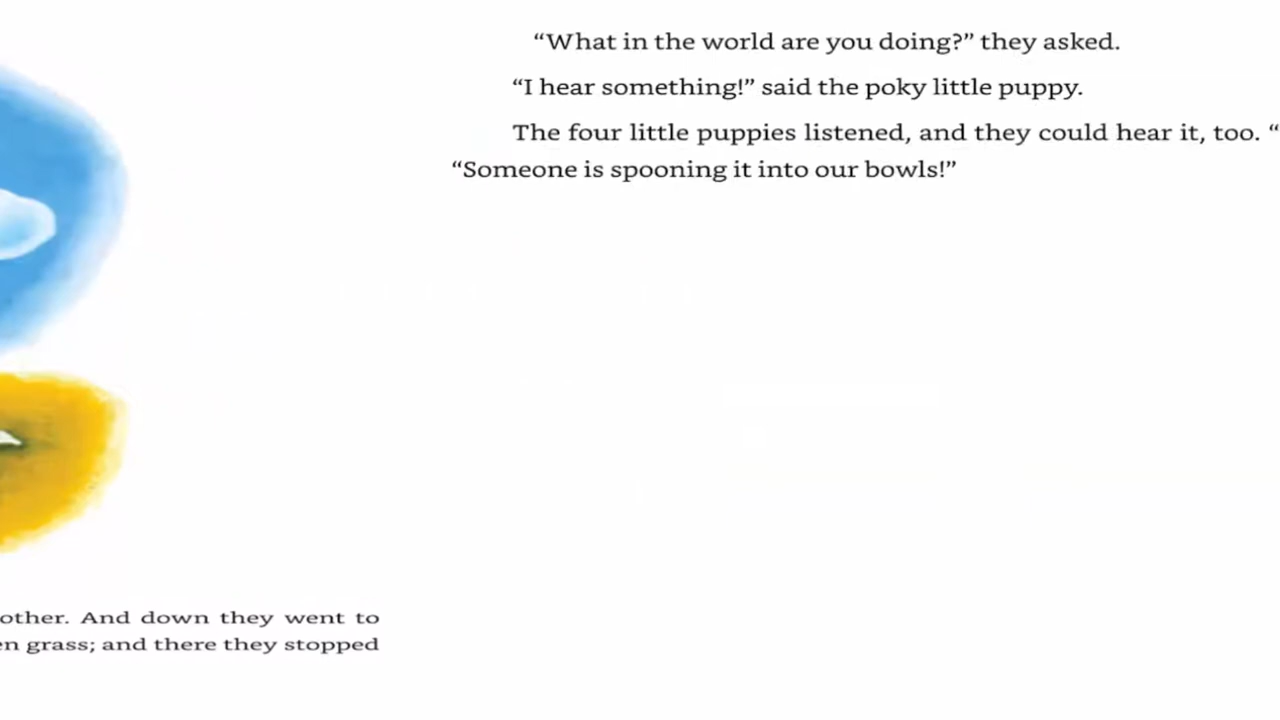 “What in the world are you doing?” they asked.
“I hear something!” said the poky little puppy.
The four little puppies listened, and they could hear it, too. “
“Someone is spooning it into our bowls!”
other. And down they went to
en grass; and there they stopped